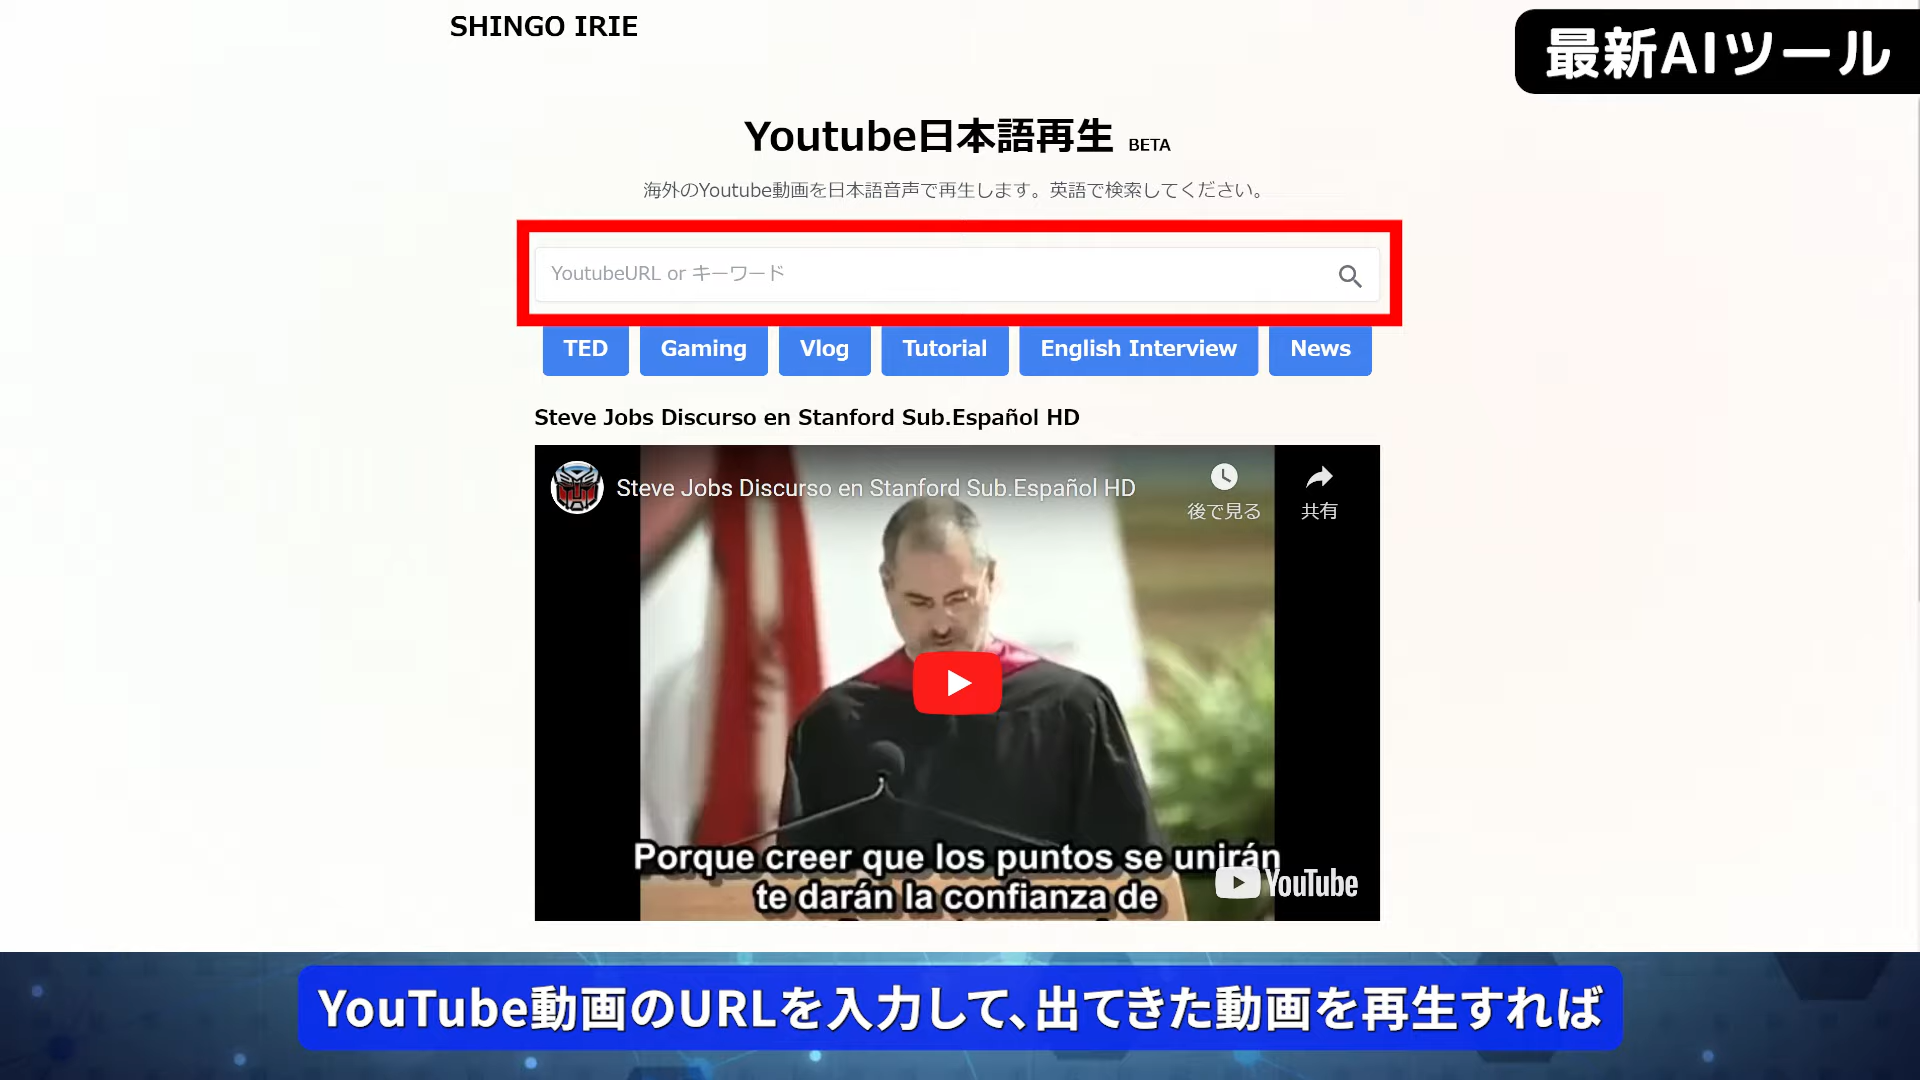 SHINGO IRIE
最新AIツール
Youtube日本語再生 BETA
海外のYoutube動画を日本語音声で再生します。英語で検索してください。
YoutubeURL or キーワード
TED Gaming Vlog Tutorial English Interview News
Steve Jobs Discurso en Stanford Sub.Español HD
Steve Jobs Discurso en Stanford Sub.Español HD
後で見る 共有
Porque creer que los puntos se unirán
te darán la confianza de
YouTube
YouTube動画のURLを入力して、出てきた動画を再生すれば